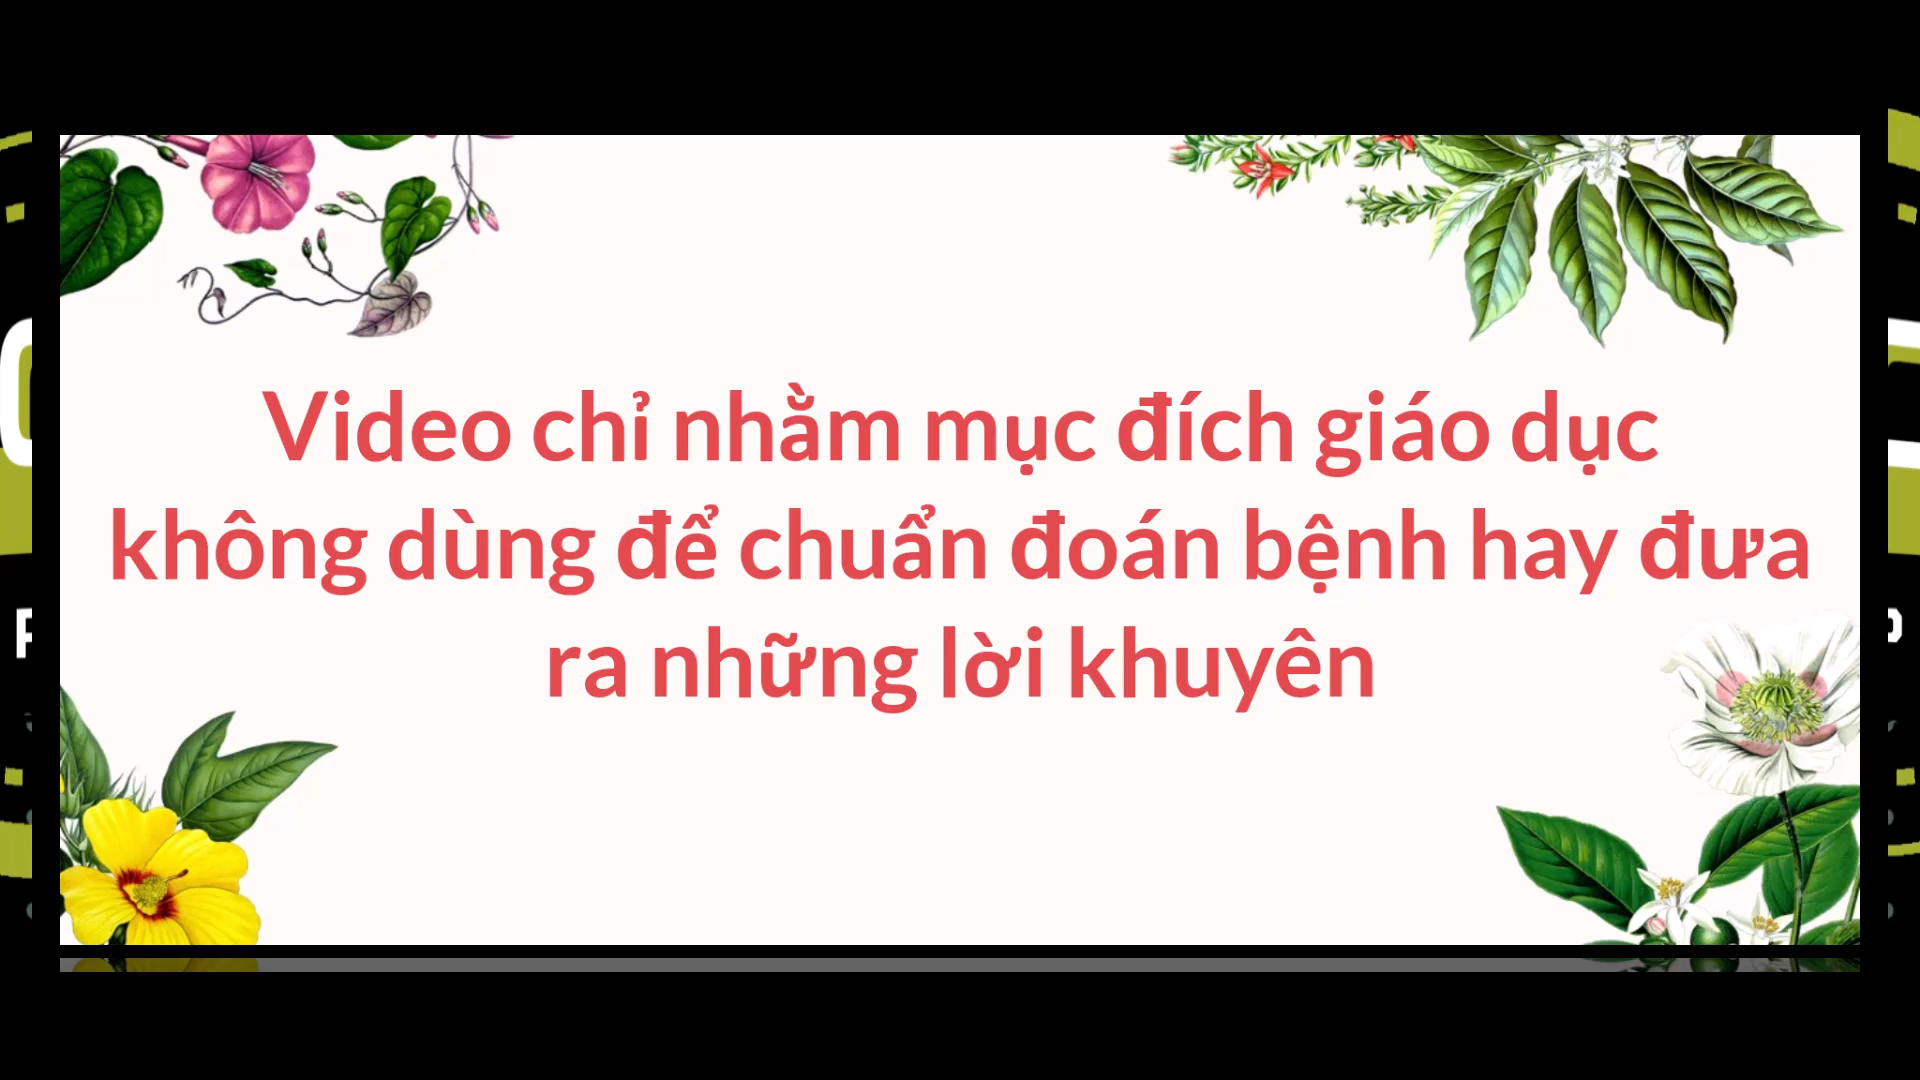 Video chỉ nhằm mục đích giáo dục
không dùng để chuẩn đoán bệnh hay đưa
ra những lời khuyên